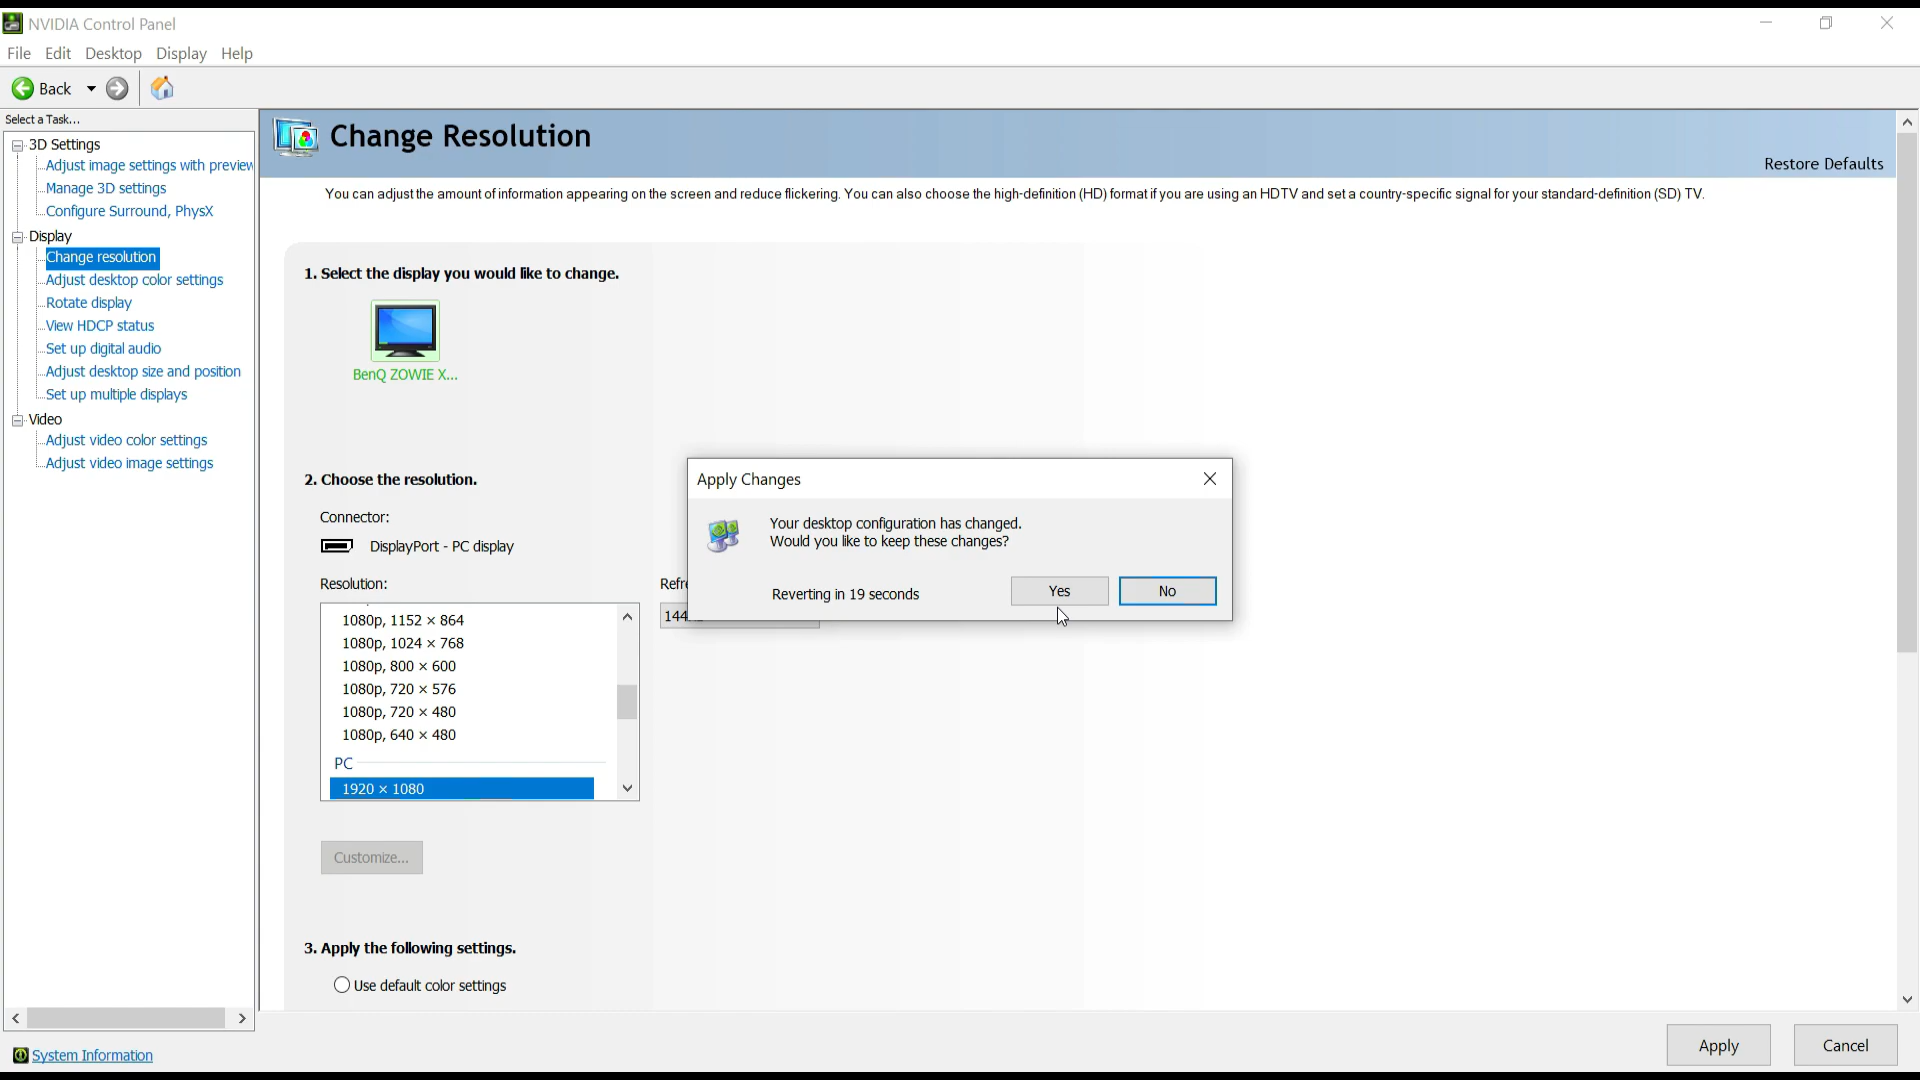 NVIDIA Control Panel
File Edit Desktop Display Help
Back
Select a Task...
3D Settings
Adjust image settings with preview
Manage 3D settings
Configure Surround, PhysX
Display
Change resolution
Adjust desktop color settings
Rotate display
View HDCP status
Set up digital audio
Adjust desktop size and position
Set up multiple displays
Video
Adjust video color settings
Adjust video image settings
System Information
Change Resolution
Restore Defaults
You can adjust the amount of information appearing on the screen and reduce flickering. You can also choose the high-definition (HD) format if you are using an HDTV and set a country-specific signal for your standard-definition (SD) TV.
1. Select the display you would like to change.
BenQ ZOWIE X...
2. Choose the resolution.
Connector:
DisplayPort - PC display
Resolution:
1080p, 1152 × 864
1080p, 1024 × 768
1080p, 800 × 600
1080p, 720 × 576
1080p, 720 × 480
1080p, 640 × 480
PC
1920 × 1080
Customize...
Refre
144
Apply Changes
Your desktop configuration has changed.
Would you like to keep these changes?
Reverting in 19 seconds
Yes
No
3. Apply the following settings.
Use default color settings
Apply
Cancel